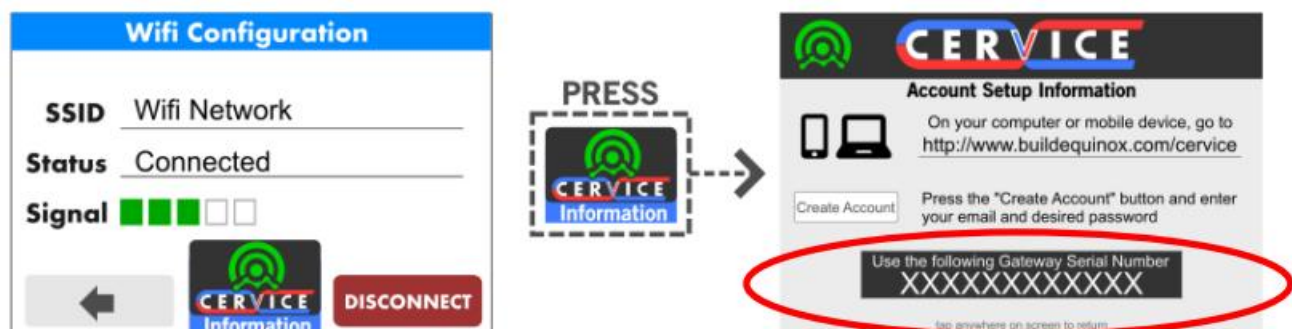 Wifi Configuration
SSID Wifi Network
Status Connected
Signal
CERVICE
Information
DISCONNECT
PRESS
CERVICE
Information
CERVICE
Account Setup Information
On your computer or mobile device, go to
http://www.buildequinox.com/cervice
Create Account
Press the "Create Account" button and enter
your email and desired password
Use the following Gateway Serial Number
XXXXXXXXXXXX
tap anywhere on screen to return